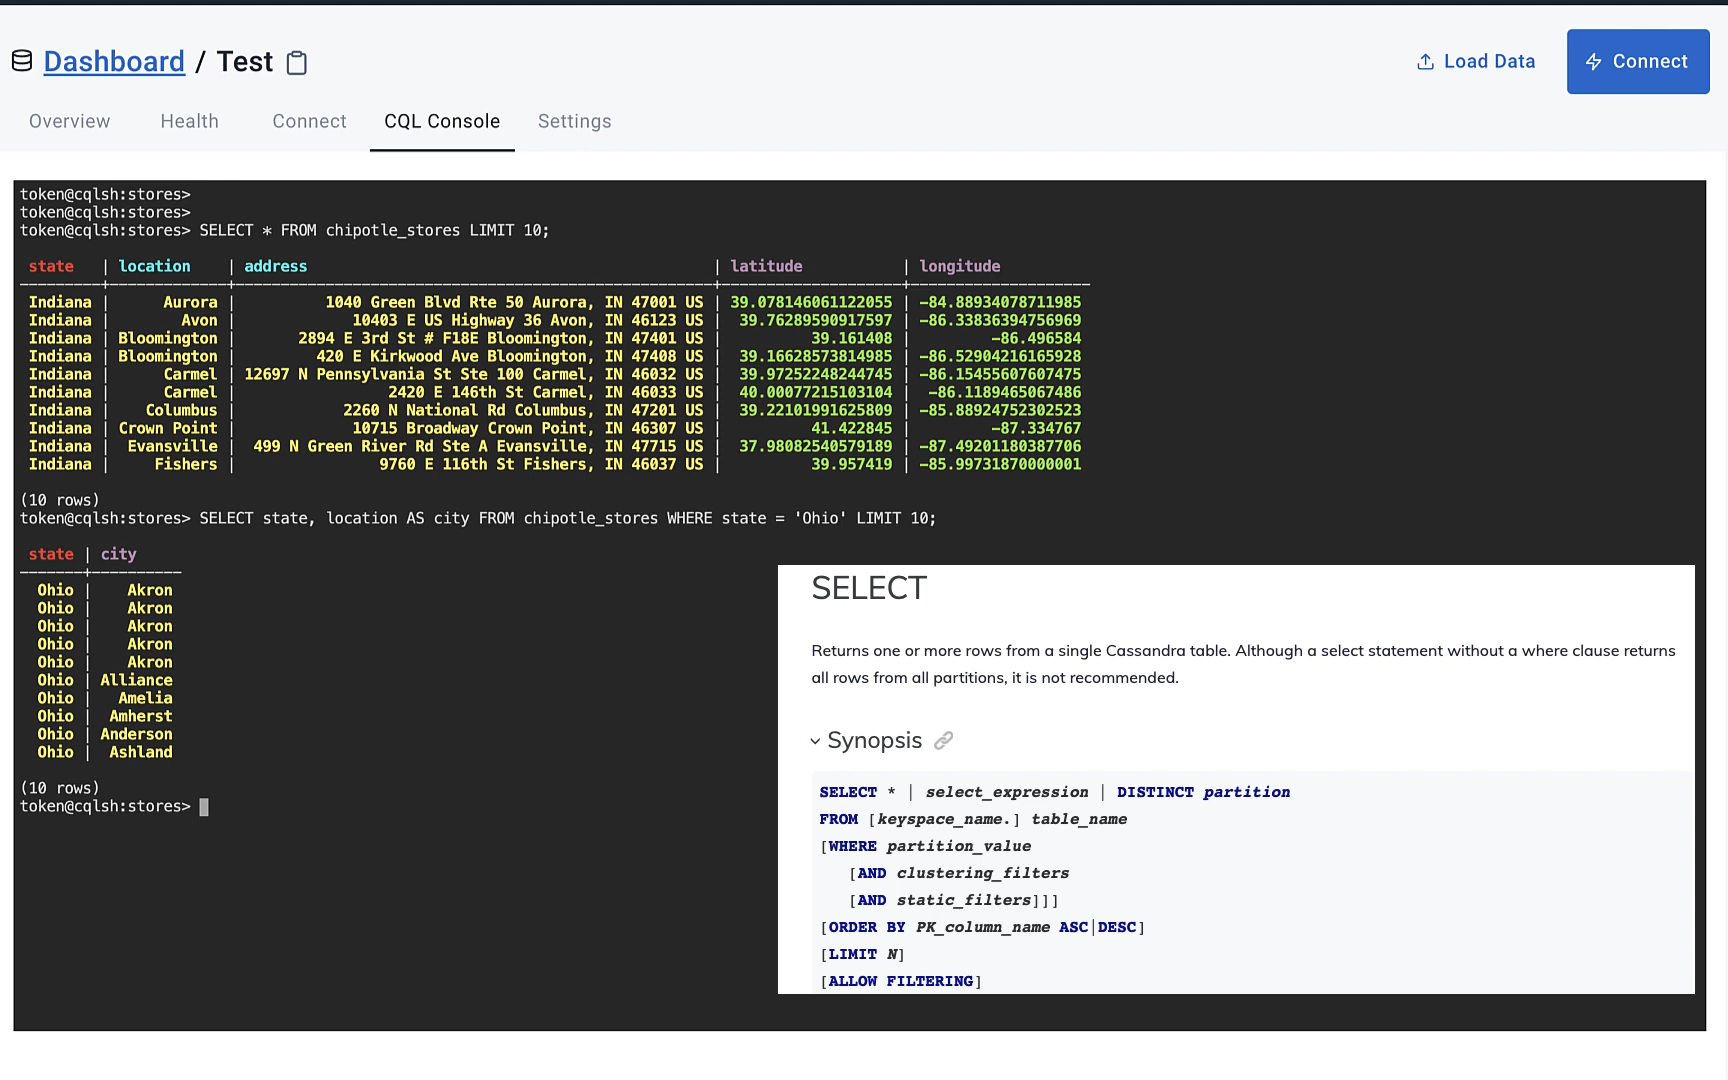 Dashboard / Test
Load Data
Connect
Overview Health Connect CQL Console Settings
token@cqlsh:stores>
token@cqlsh:stores>
token@cqlsh:stores> SELECT * FROM chipotle_stores LIMIT 10;
state | location | address | latitude | longitude
Indiana | Aurora | 1040 Green Blvd Rte 50 Aurora, IN 47001 US | 39.078146061122055 | -84.88934078711985
Indiana | Avon | 10403 E US Highway 36 Avon, IN 46123 US | 39.76289590917597 | -86.33836394756969
Indiana | Bloomington | 2894 E 3rd St # F18E Bloomington, IN 47401 US | 39.161408 | -86.496584
Indiana | Bloomington | 420 E Kirkwood Ave Bloomington, IN 47408 US | 39.16628573814985 | -86.52904216165928
Indiana | Carmel | 12697 N Pennsylvania St Ste 100 Carmel, IN 46032 US | 39.97252248244745 | -86.15455607607475
Indiana | Carmel | 2420 E 146th St Carmel, IN 46033 US | 40.00077215103104 | -86.1189465067486
Indiana | Columbus | 2260 N National Rd Columbus, IN 47201 US | 39.22101991625809 | -85.88924752302523
Indiana | Crown Point | 10715 Broadway Crown Point, IN 46307 US | 41.422845 | -87.334767
Indiana | Evansville | 499 N Green River Rd Ste A Evansville, IN 47715 US | 37.98082540579189 | -87.49201180387706
Indiana | Fishers | 9760 E 116th St Fishers, IN 46037 US | 39.957419 | -85.99731870000001
(10 rows)
token@cqlsh:stores> SELECT state, location AS city FROM chipotle_stores WHERE state = 'Ohio' LIMIT 10;
state | city
Ohio | Akron
Ohio | Akron
Ohio | Akron
Ohio | Akron
Ohio | Akron
Ohio | Alliance
Ohio | Amelia
Ohio | Amherst
Ohio | Anderson
Ohio | Ashland
(10 rows)
token@cqlsh:stores>
SELECT
Returns one or more rows from a single Cassandra table. Although a select statement without a where clause returns
all rows from all partitions, it is not recommended.
Synopsis
SELECT * | select_expression | DISTINCT partition
FROM [keyspace_name.] table_name
[WHERE partition_value
[AND clustering_filters
[AND static_filters]]]
[ORDER BY PK_column_name ASC|DESC]
[LIMIT N]
[ALLOW FILTERING]